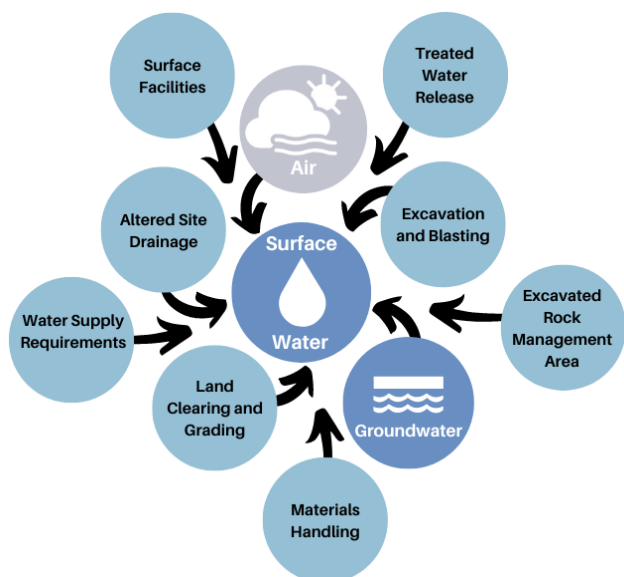 Surface
Facilities
Treated
Water
Release
Air
Altered Site
Drainage
Excavation
and Blasting
Surface
Water
Water Supply
Requirements
Excavated
Rock
Management
Area
Land
Clearing and
Grading
Groundwater
Materials
Handling